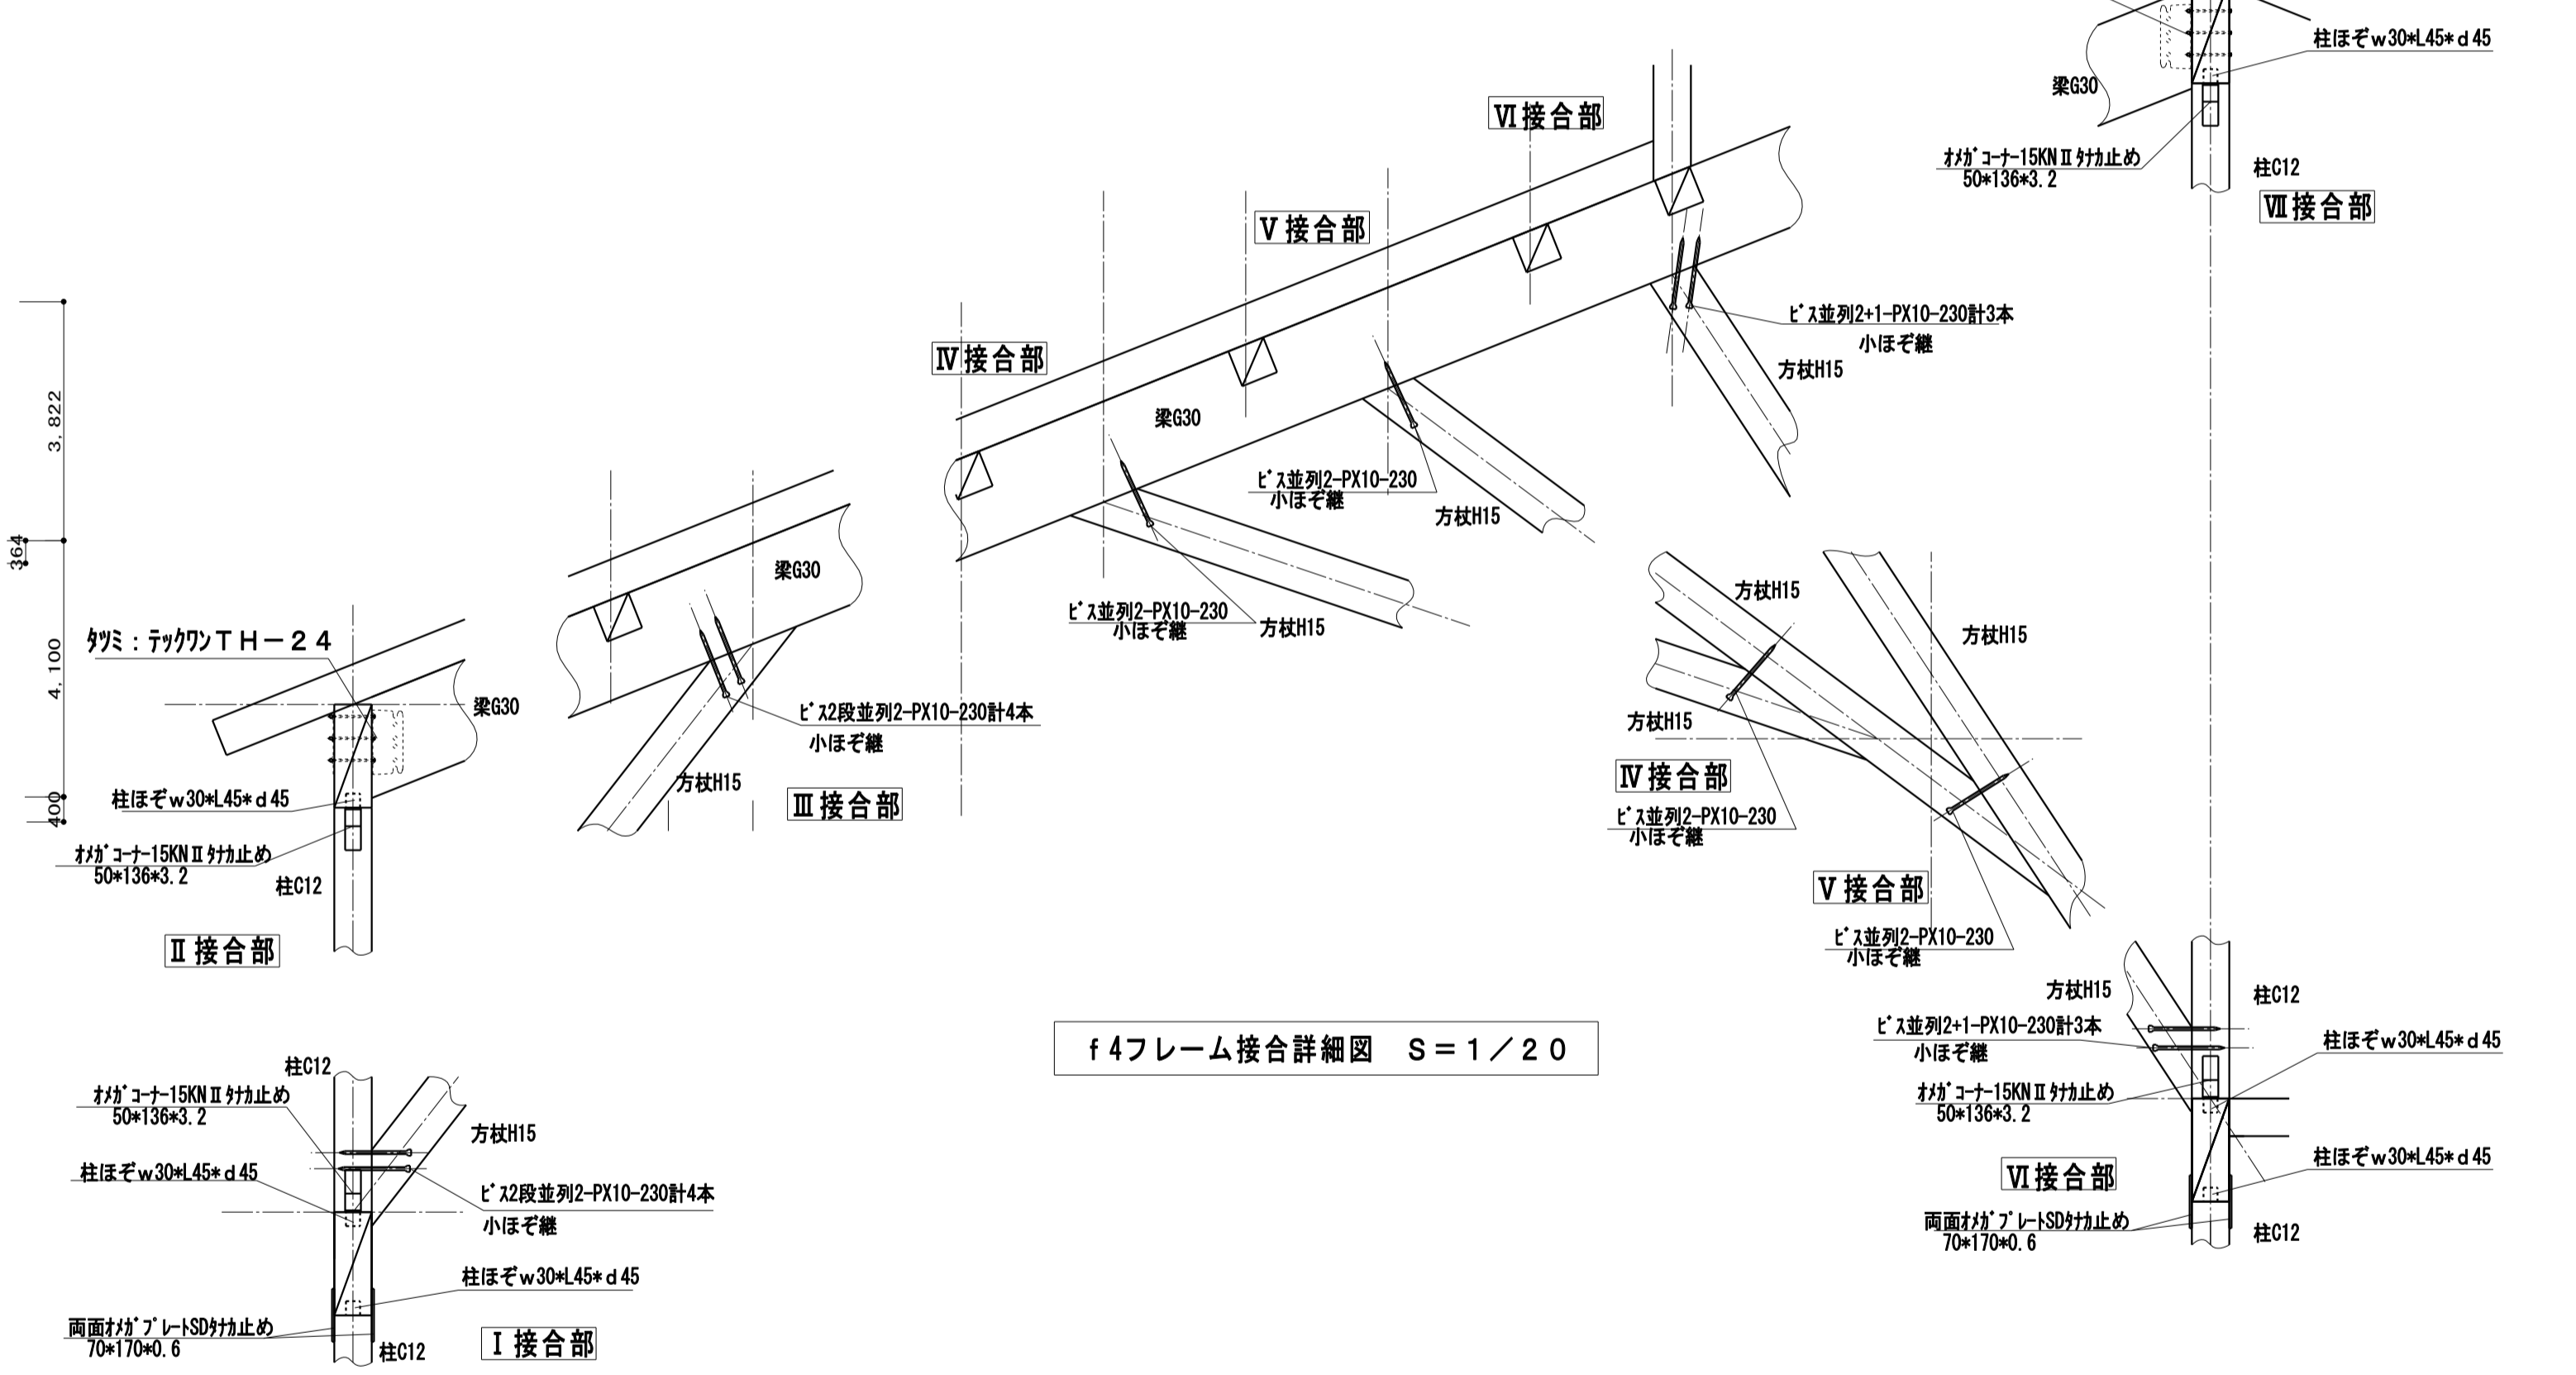 柱ほぞｗ30*L45*ｄ45
梁G30
ｵﾒｶﾞｺｰﾅｰ15KNⅡﾀﾅｶ止め
50*136*3.2
柱C12
Ⅶ接合部
Ⅵ接合部
Ⅴ接合部
Ⅳ接合部
ﾋﾞｽ並列2+1-PX10-230計3本
小ほぞ継
方杖H15
梁G30
ﾋﾞｽ並列2-PX10-230
小ほぞ継
方杖H15
ﾋﾞｽ並列2-PX10-230
小ほぞ継
方杖H15
3,822
364
4,100
400
梁G30
ﾋﾞｽ2段並列2-PX10-230計4本
小ほぞ継
方杖H15
Ⅲ接合部
ﾀﾂﾐ：ﾃｯｸﾜﾝＴＨ－２４
梁G30
柱ほぞｗ30*L45*ｄ45
ｵﾒｶﾞｺｰﾅｰ15KNⅡﾀﾅｶ止め
50*136*3.2
柱C12
Ⅱ接合部
方杖H15
方杖H15
方杖H15
Ⅳ接合部
ﾋﾞｽ並列2-PX10-230
小ほぞ継
Ⅴ接合部
ﾋﾞｽ並列2-PX10-230
小ほぞ継
ｆ4フレーム接合詳細図　Ｓ＝１／２０
柱C12
ｵﾒｶﾞｺｰﾅｰ15KNⅡﾀﾅｶ止め
50*136*3.2
方杖H15
柱ほぞｗ30*L45*ｄ45
ﾋﾞｽ2段並列2-PX10-230計4本
小ほぞ継
柱ほぞｗ30*L45*ｄ45
両面ｵﾒｶﾞﾌﾟﾚｰﾄSDﾀﾅｶ止め
70*170*0.6
柱C12
Ⅰ接合部
方杖H15
柱C12
ﾋﾞｽ並列2+1-PX10-230計3本
小ほぞ継
柱ほぞｗ30*L45*ｄ45
ｵﾒｶﾞｺｰﾅｰ15KNⅡﾀﾅｶ止め
50*136*3.2
柱ほぞｗ30*L45*ｄ45
Ⅵ接合部
両面ｵﾒｶﾞﾌﾟﾚｰﾄSDﾀﾅｶ止め
70*170*0.6
柱C12